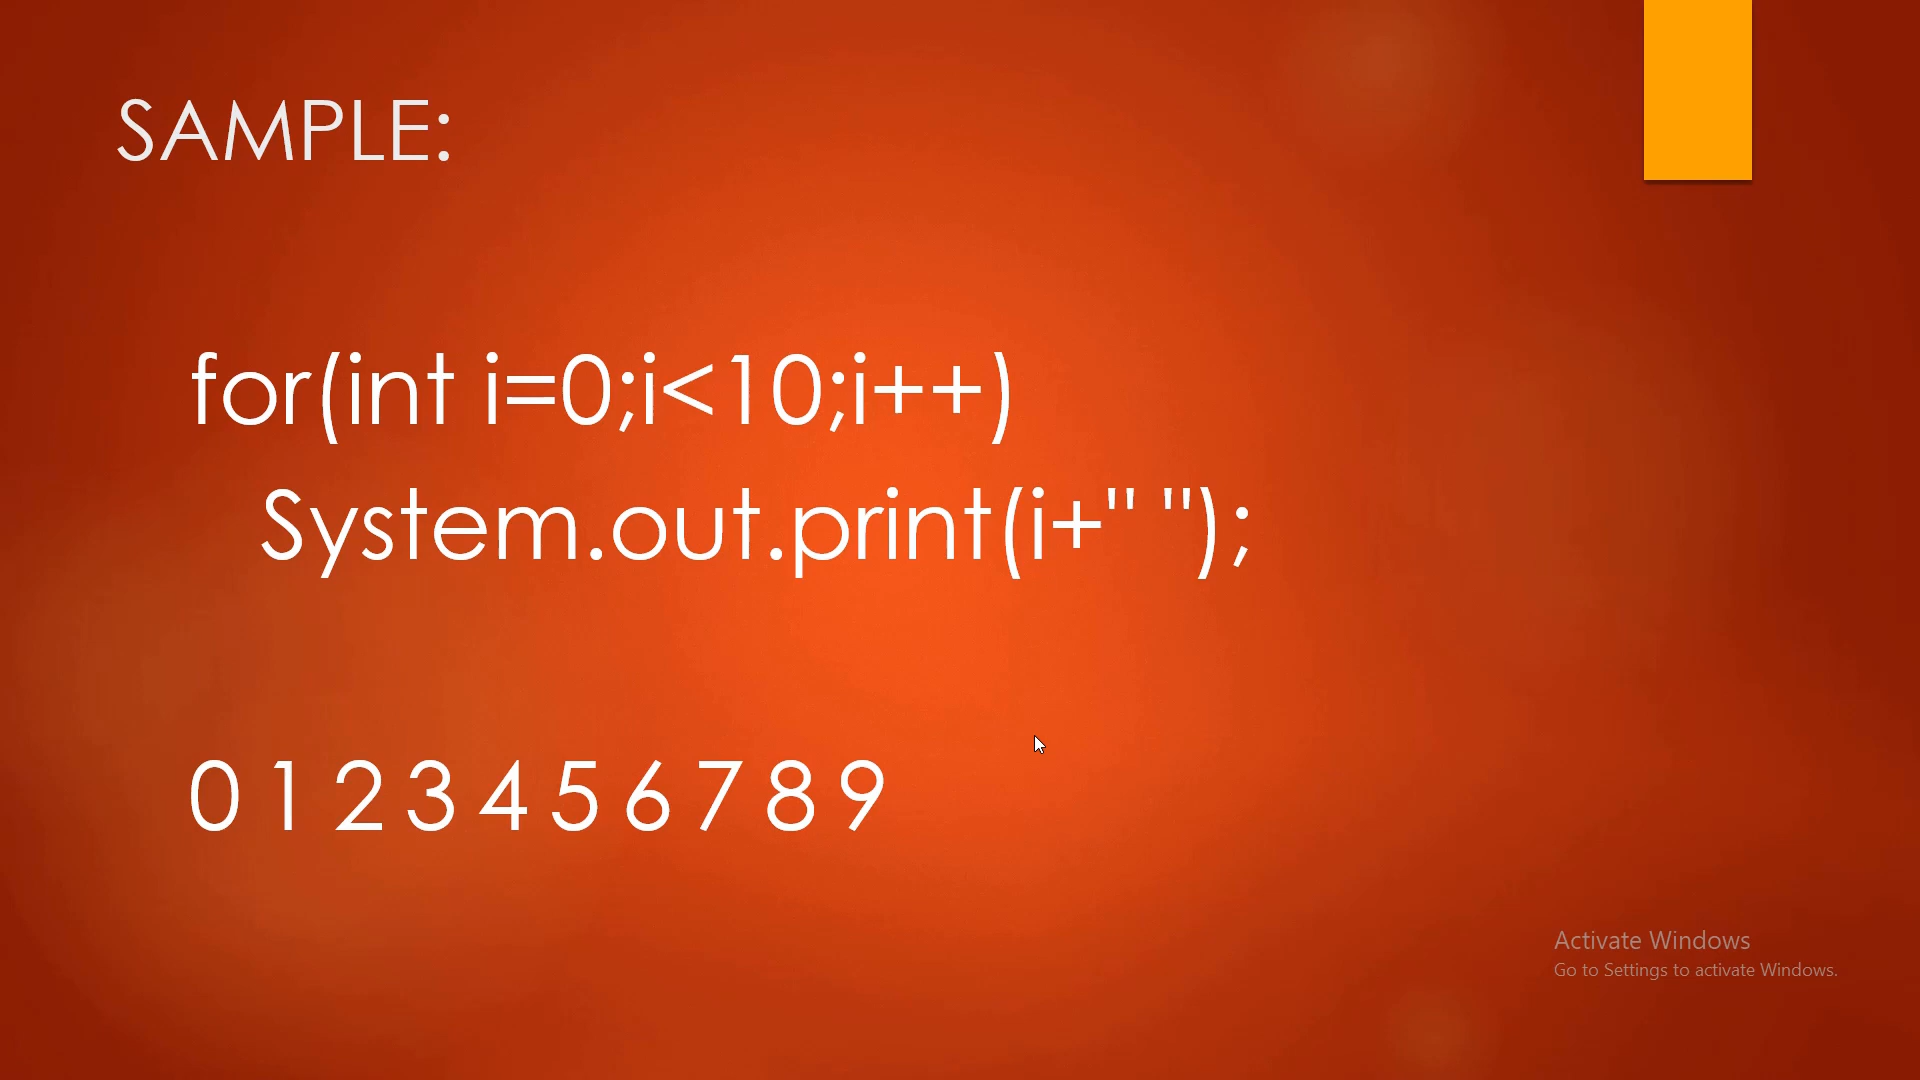 SAMPLE:
for(int i=0;i<10;i++)
System.out.print(i+" ");
0 1 2 3 4 5 6 7 8 9
Activate Windows
Go to Settings to activate Windows.